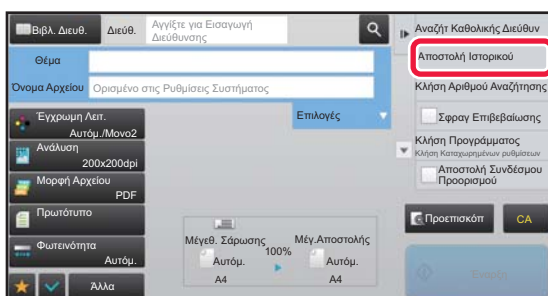 Βιβλ. Διευθ.
Διεύθ.
Αγγίξτε για Εισαγωγή
Διεύθυνσης
Θέμα
Όνομα Αρχείου
Ορισμένο στις Ρυθμίσεις Συστήματος
Έγχρωμη Λειτ.
Αυτόμ./Μονο2
Ανάλυση
200x200dpi
Μορφή Αρχείου
PDF
Πρωτότυπο
Φωτεινότητα
Αυτόμ.
Άλλα
Επιλογές
Μέγεθ. Σάρωσης
100%
Μέγ.Αποστολής
Αυτόμ.
Αυτόμ.
A4
A4
Αναζήτ Καθολικής Διεύθυν
Αποστολή Ιστορικού
Κλήση Αριθμού Αναζήτησης
Σφραγ Επιβεβαίωσης
Κλήση Προγράμματος
Κλήση Καταχωρημένων ρυθμίσεων
Αποστολή Συνδέσμου
Προορισμού
Προεπισκόπ
CA
Έναρξη